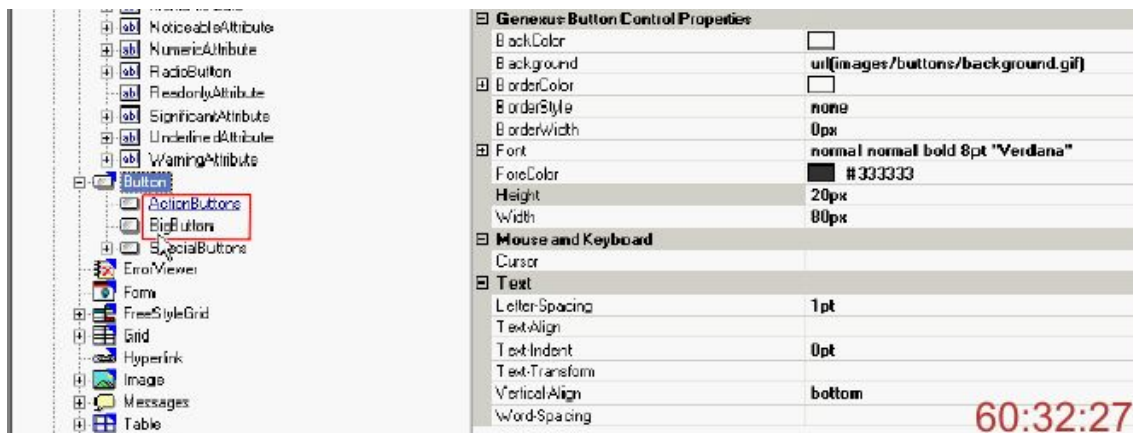 NoticeableAttribute
NumericAttribute
RadioButton
ReadonlyAttribute
SignificantAttribute
UnderlinedAttribute
WarningAttribute
Button
ActionButtons
BigButton
SpecialButtons
ErrorViewer
Form
FreeStyleGrid
Grid
Hyperlink
Image
Messages
Table
Genexus Button Control Properties
BackColor
Background url(images/buttons/background.gif)
BorderColor
BorderStyle none
BorderWidth 0px
Font normal normal bold 8pt "Verdana"
ForeColor #333333
Height 20px
Width 80px
Mouse and Keyboard
Cursor
Text
Letter-Spacing 1pt
Text-Align
Text-Indent 0pt
Text-Transform
Vertical-Align bottom
Word-Spacing
60:32:27